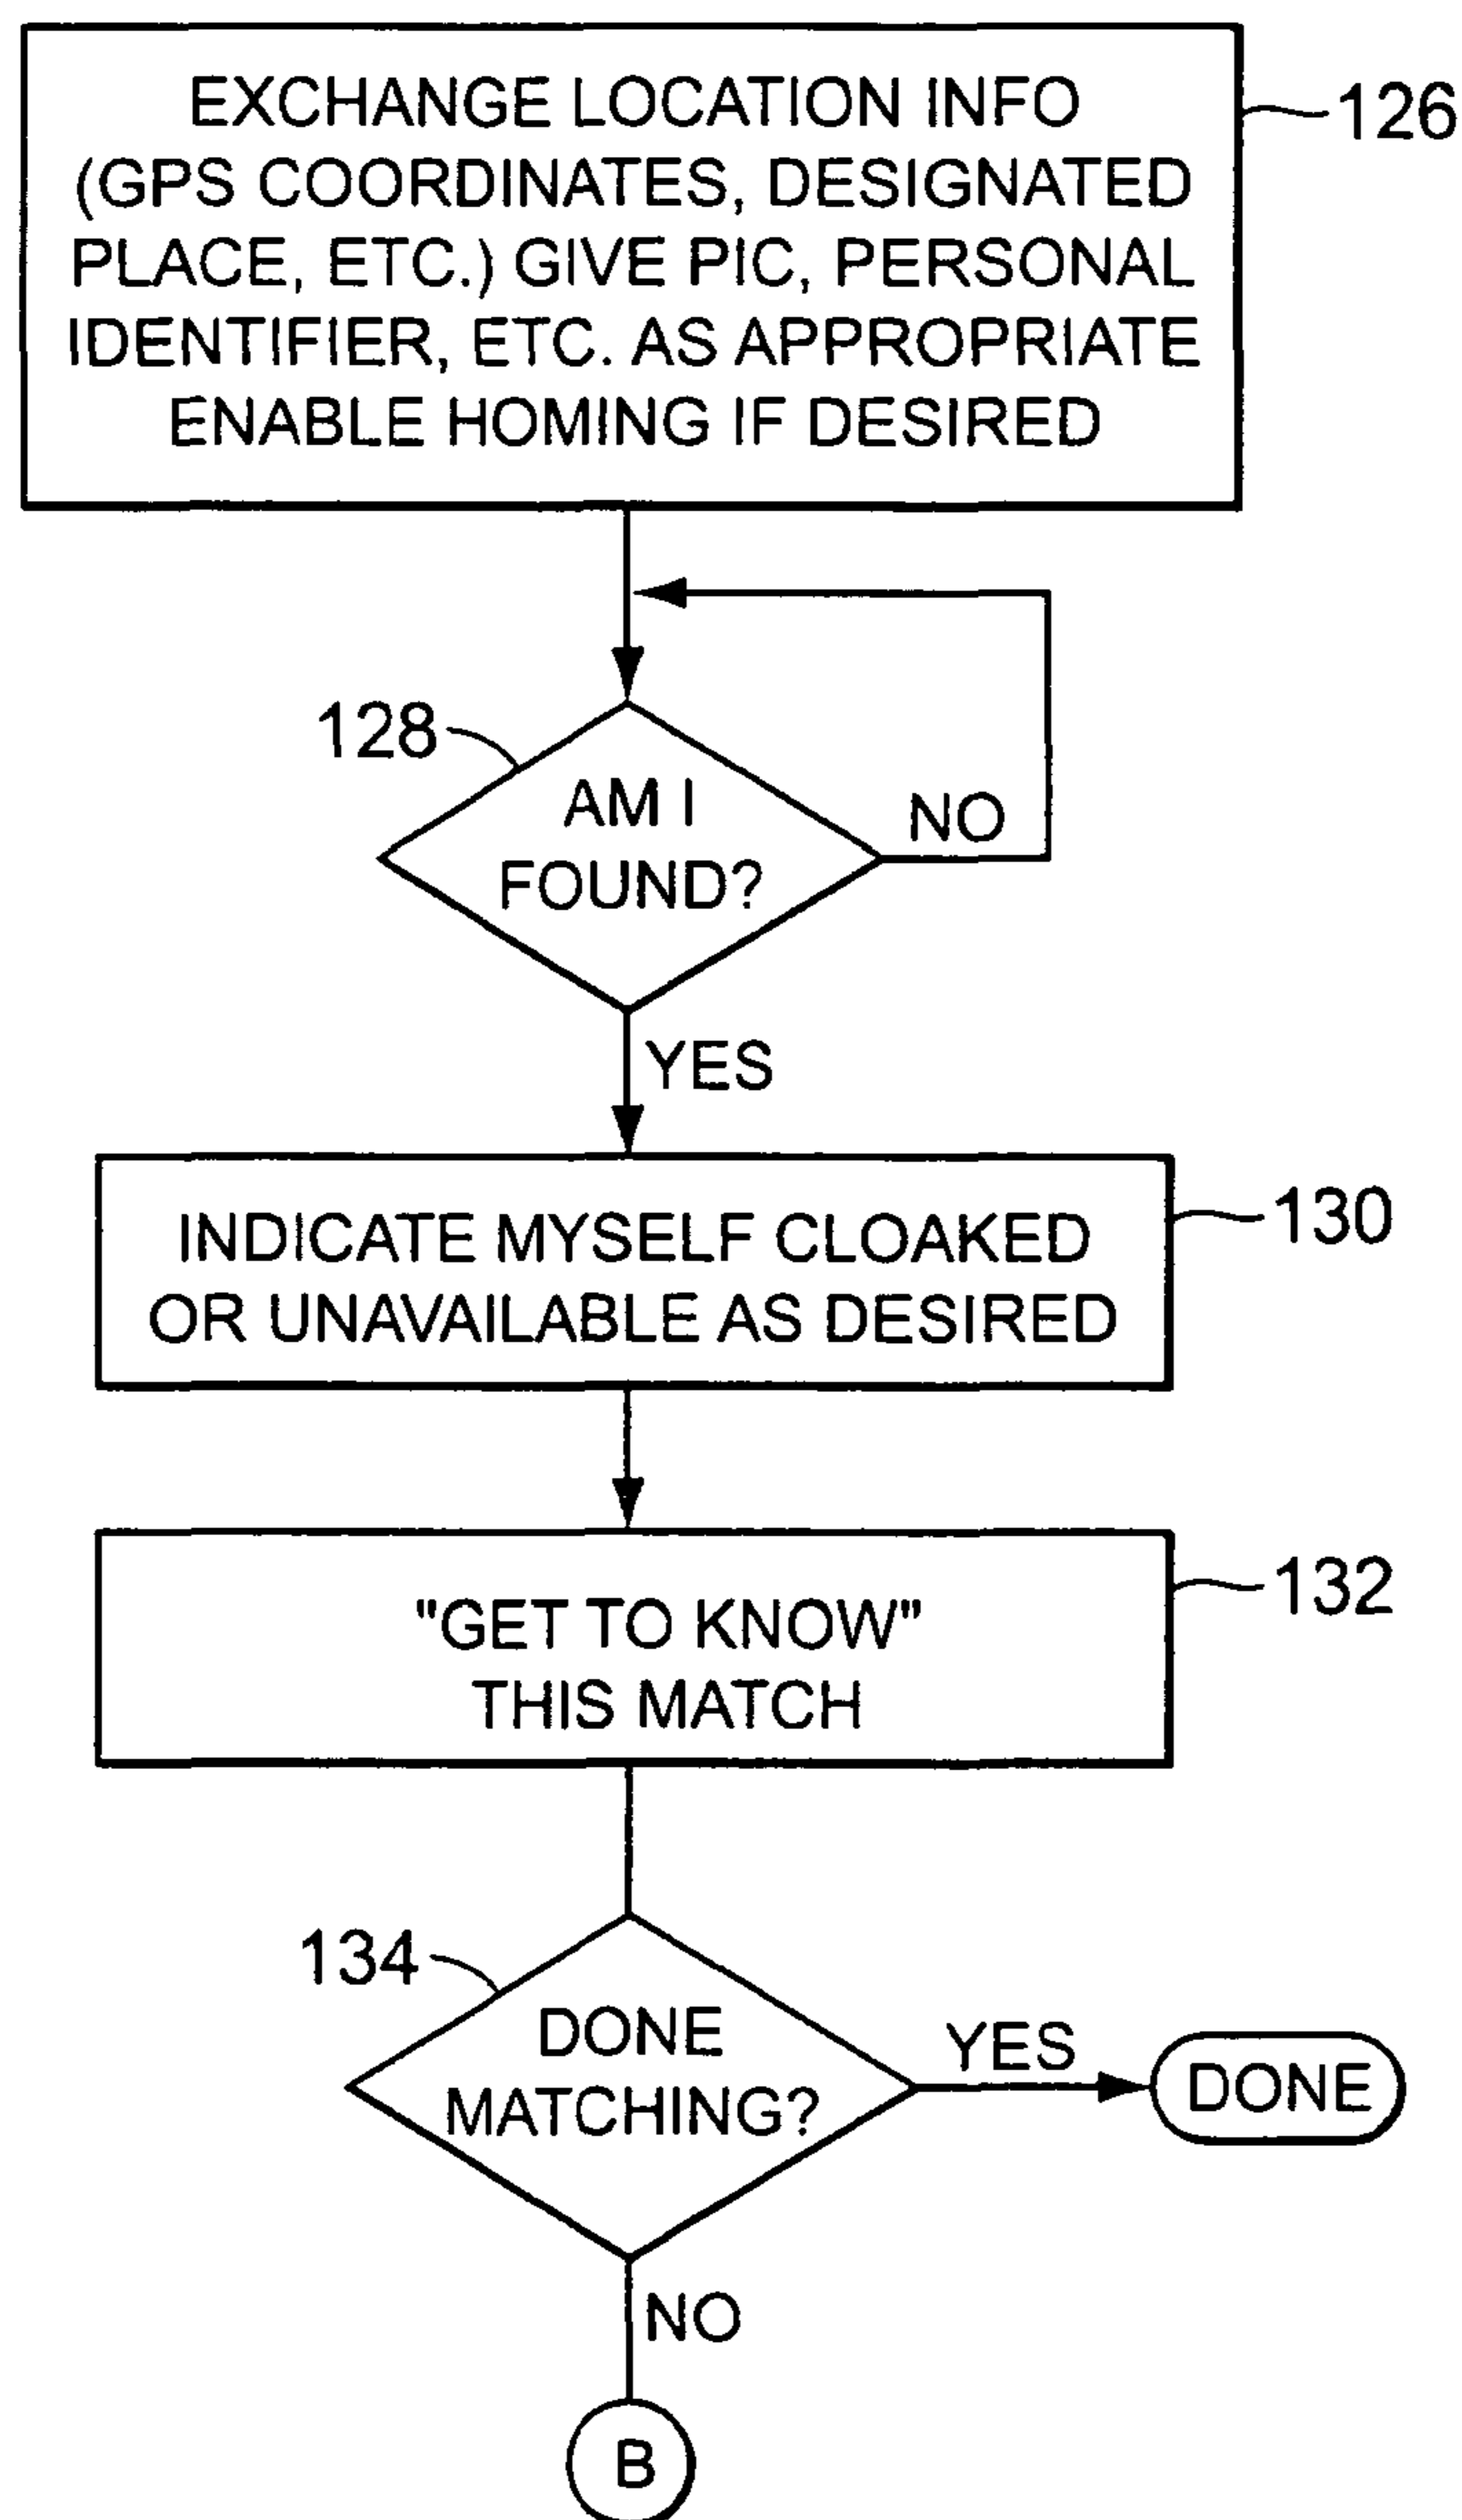 EXCHANGE LOCATION INFO
(GPS COORDINATES, DESIGNATED
PLACE, ETC.) GIVE PIC, PERSONAL
IDENTIFIER, ETC. AS APPROPRIATE
ENABLE HOMING IF DESIRED
126
128
AM I
FOUND?
NO
YES
INDICATE MYSELF CLOAKED
OR UNAVAILABLE AS DESIRED
130
"GET TO KNOW'"
THIS MATCH
132
134
DONE
MATCHING?
YES
DONE
NO
B